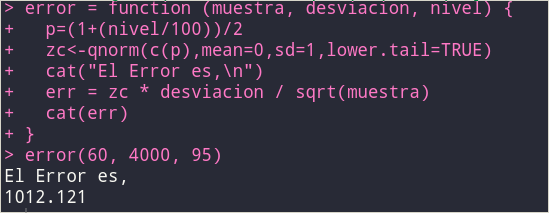 > error = function (muestra, desviacion, nivel) {
+   p=(1+(nivel/100))/2
+   zc<-qnorm(c(p),mean=0,sd=1,lower.tail=TRUE)
+   cat("El Error es,\n")
+   err = zc * desviacion / sqrt(muestra)
+   cat(err)
+ }
> error(60, 4000, 95)
El Error es,
1012.121